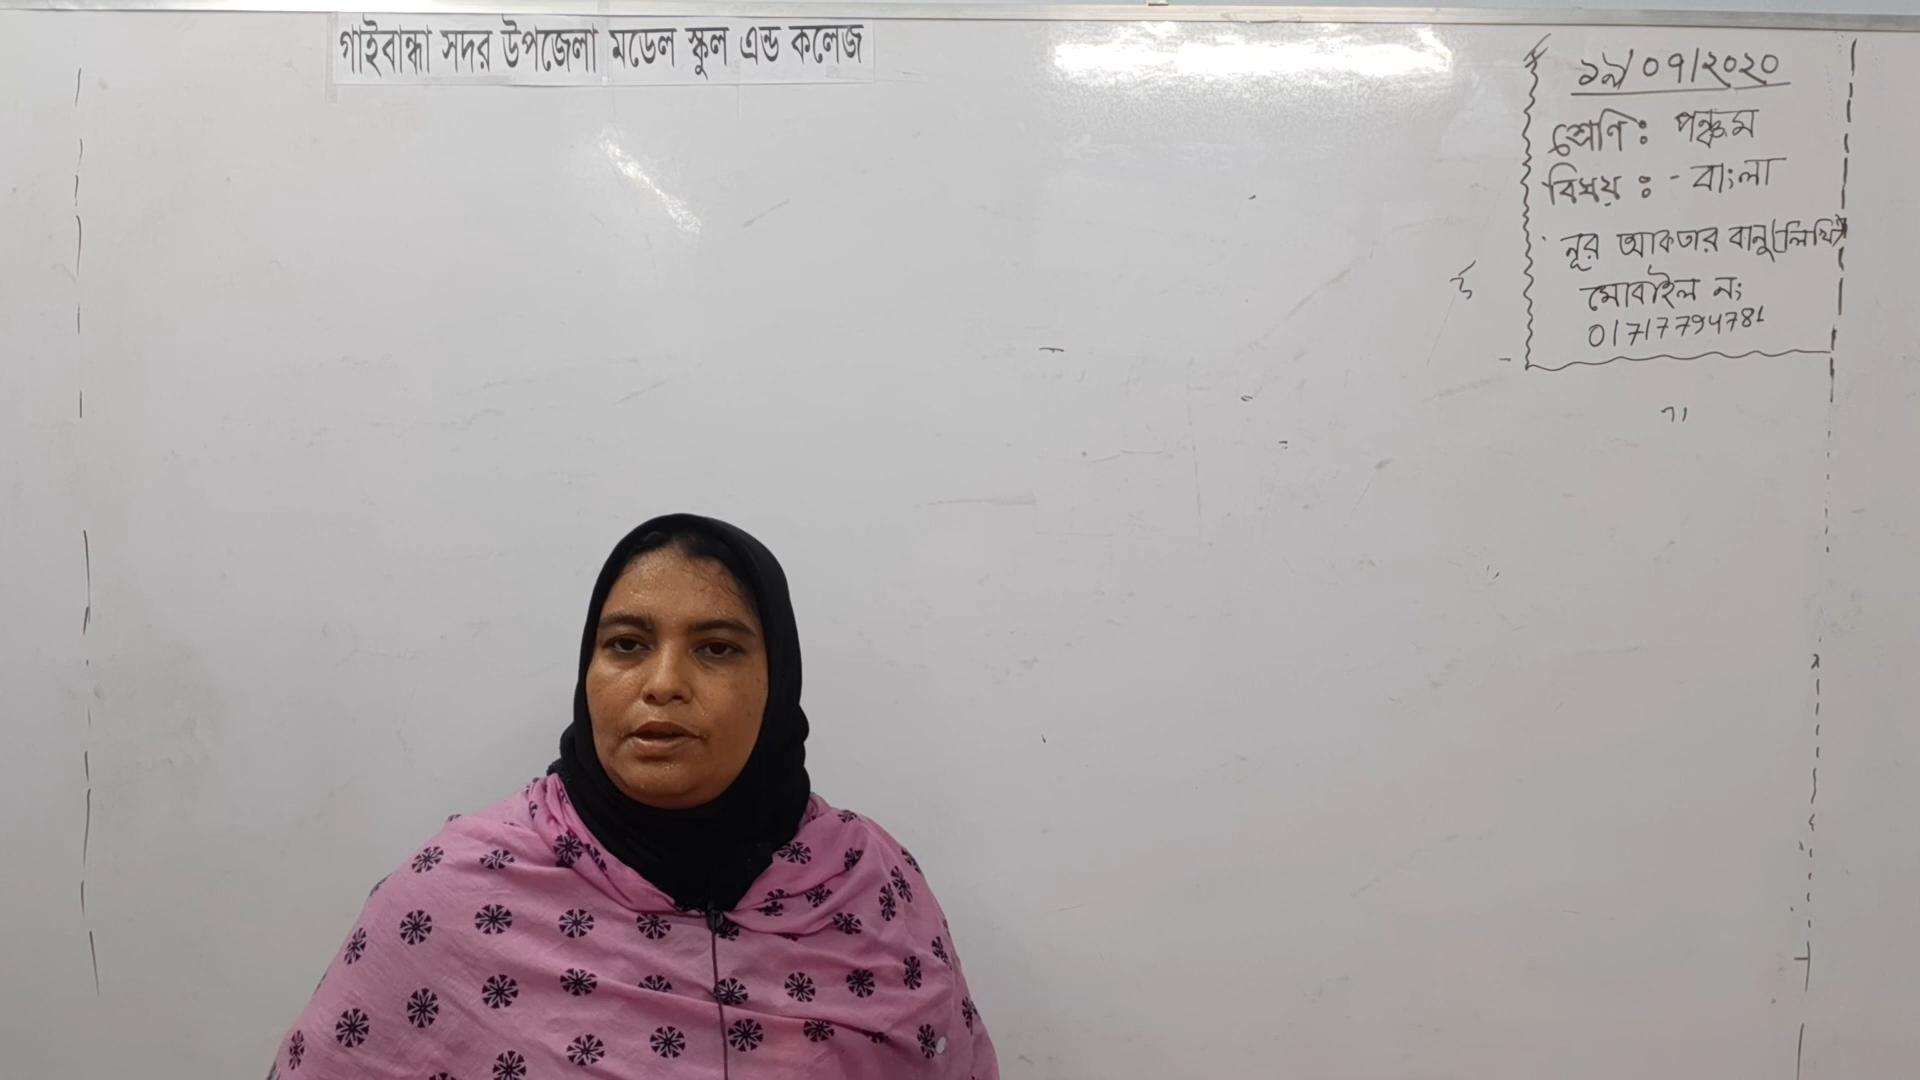 গাইবান্ধা সদর উপজেলা মডেল স্কুল এন্ড কলেজ
১৯/০৭/২০২০
শ্রেণি: পঞ্চম
বিষয় : - বাংলা
নূর আকতার বানু(লিপি)
মোবাইল নং
01717794781